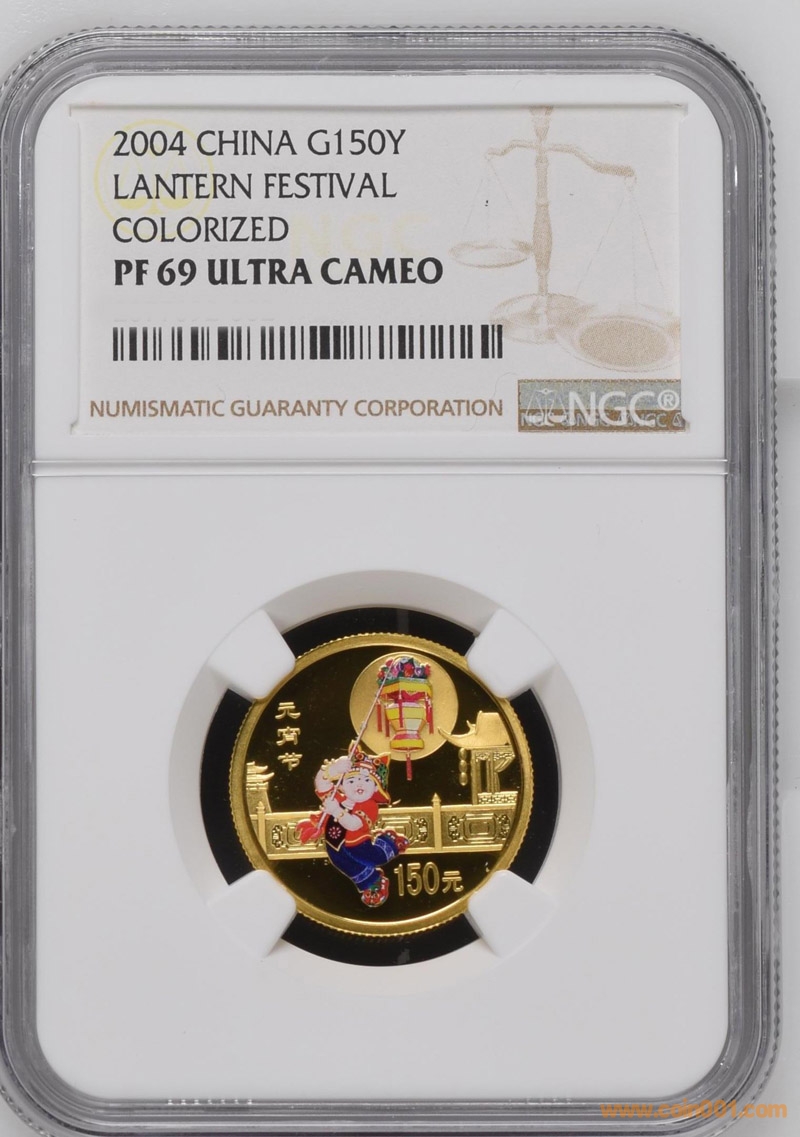 2004 CHINA G150Y
LANTERN FESTIVAL
COLORIZED
PF 69 ULTRA CAMEO
NGC
NUMISMATIC GUARANTY CORPORATION
NGC®
元宵节
150元
www.coin001.com